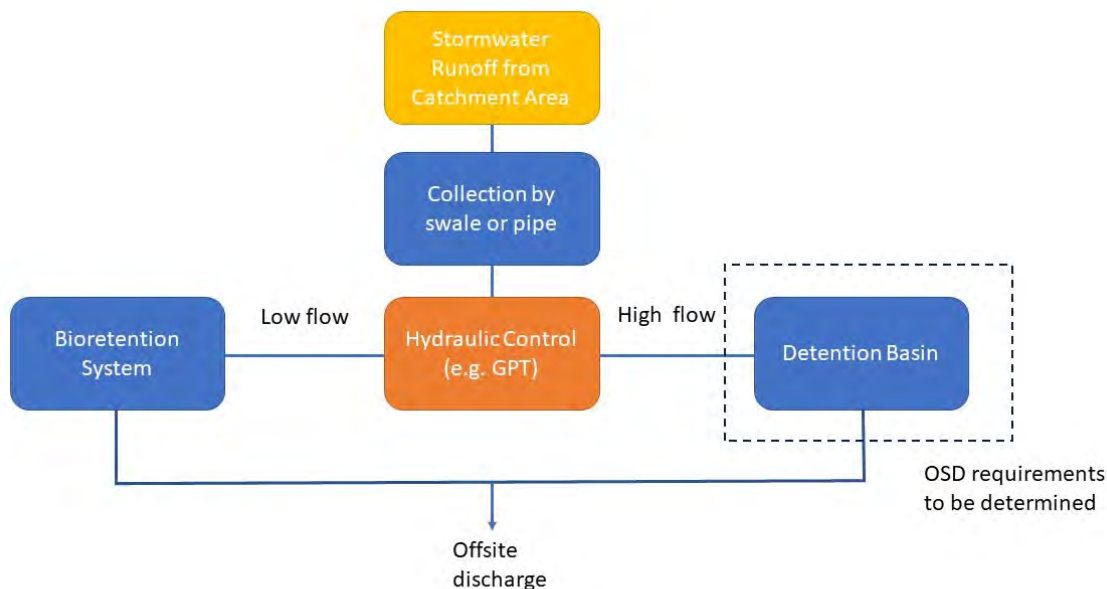 Stormwater
Runoff from
Catchment Area
Collection by
swale or pipe
Bioretention
System
Low flow
Hydraulic Control
(e.g. GPT)
High flow
Detention Basin
OSD requirements
to be determined
Offsite
discharge